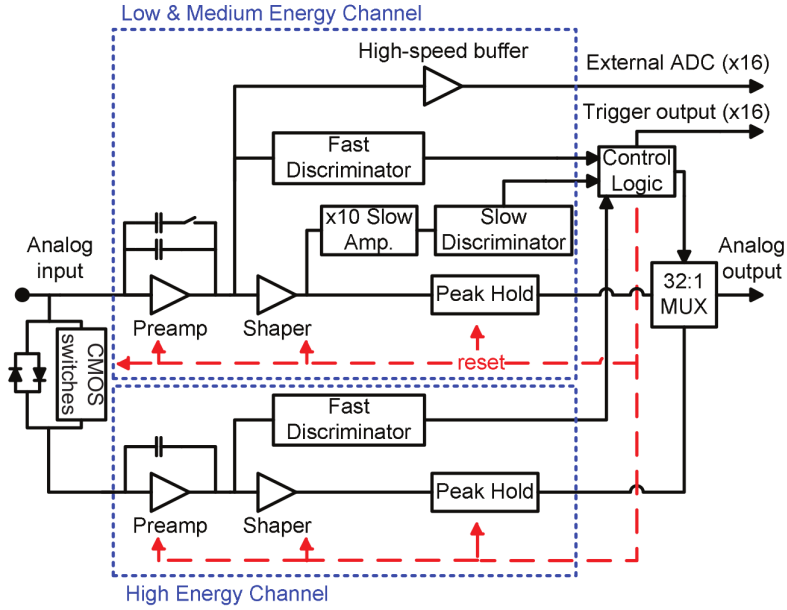 Low & Medium Energy Channel
High-speed buffer
External ADC (x16)
Trigger output (x16)
Fast
Discriminator
Control
Logic
x10 Slow
Amp.
Slow
Discriminator
Analog
input
Analog
output
Preamp
Shaper
Peak Hold
32:1
MUX
reset
CMOS
switches
Fast
Discriminator
Preamp
Shaper
Peak Hold
High Energy Channel